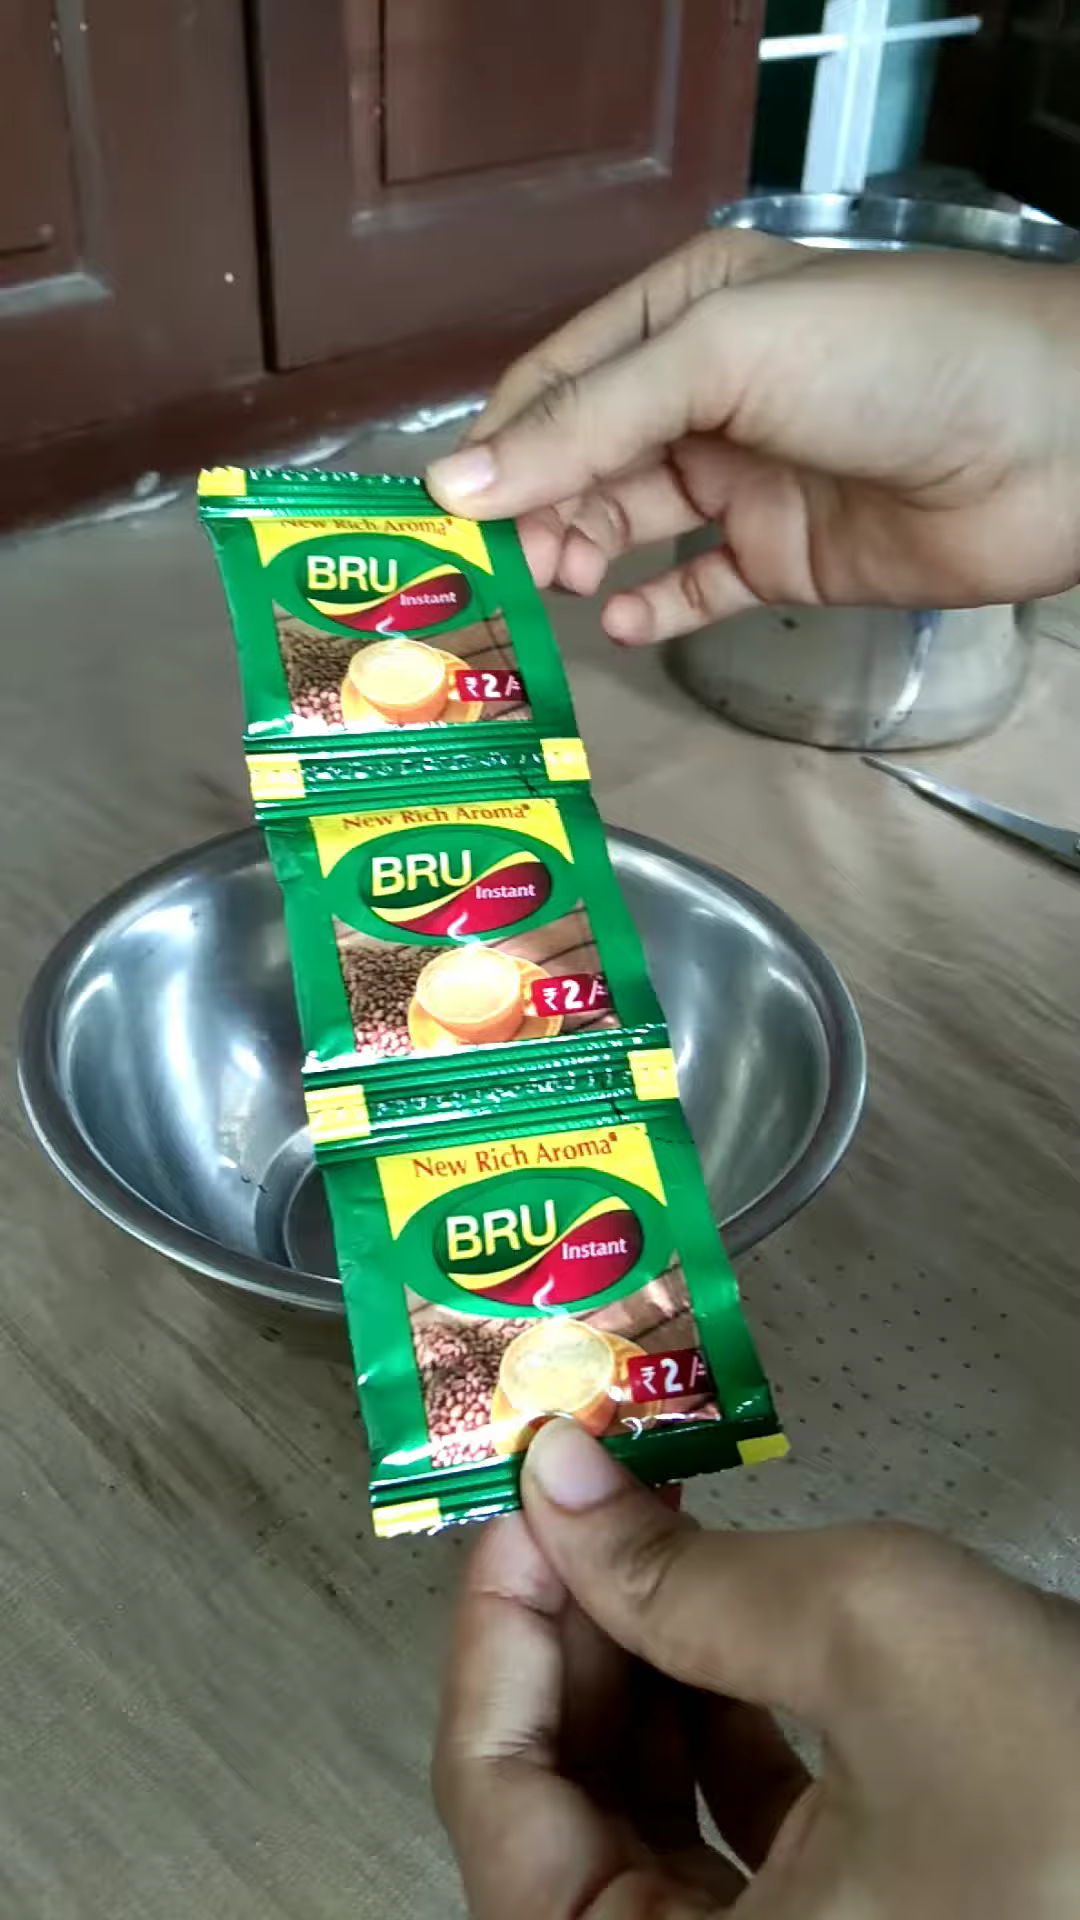 New Rich Aroma
BRU
Instant
₹2/-
New Rich Aroma
BRU
Instant
₹2/-
New Rich Aroma
BRU
Instant
₹2/-